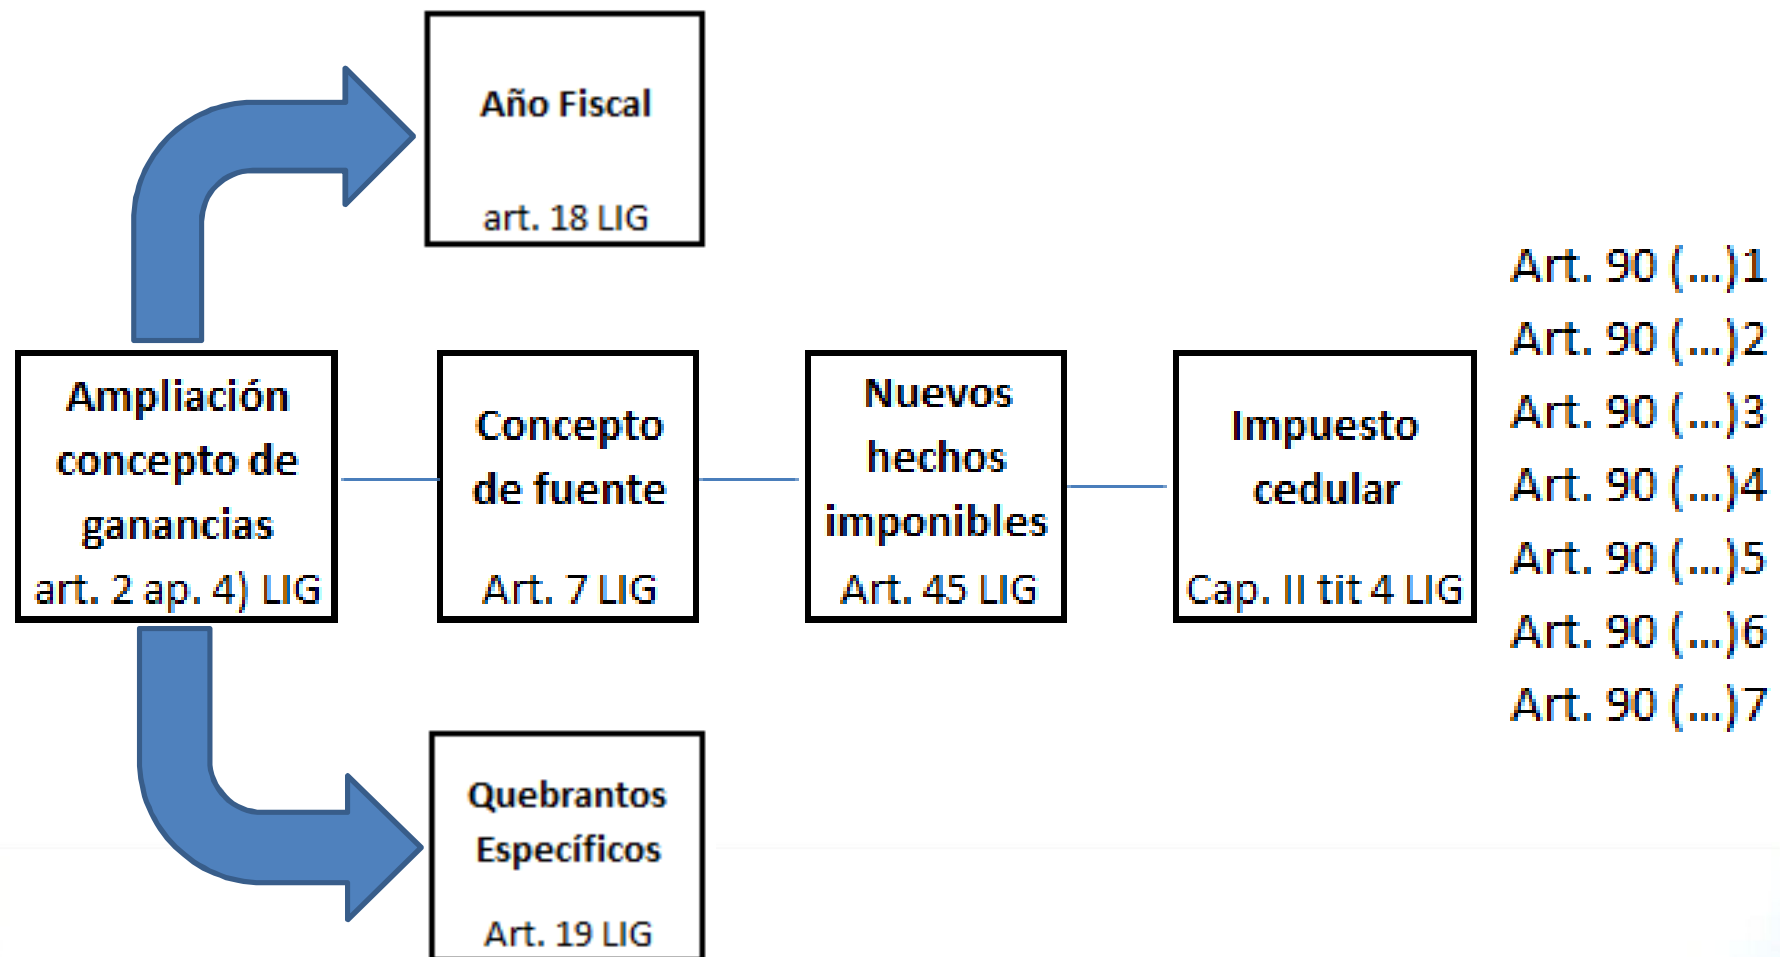 Año Fiscal
art. 18 LIG
Ampliación
concepto de
ganancias
art. 2 ap. 4) LIG
Concepto
de fuente
Art. 7 LIG
Nuevos
hechos
imponibles
Art. 45 LIG
Impuesto
cedular
Cap. II tit 4 LIG
Art. 90 (...)1
Art. 90 (...)2
Art. 90 (...)3
Art. 90 (...)4
Art. 90 (...)5
Art. 90 (...)6
Art. 90 (...)7
Quebrantos
Específicos
Art. 19 LIG